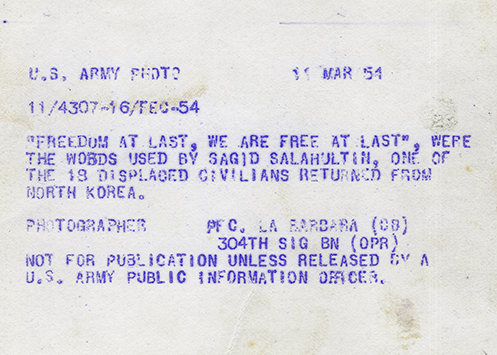 U.S. ARMY PHOTO 11 MAR 54
11/4307-16/FEC-54
"FREEDOM AT LAST, WE ARE FREE AT LAST", WERE
THE WORDS USED BY SAGID SALAHULTIN, ONE OF
THE 19 DISPLACED CIVILIANS RETURNED FROM
NORTH KOREA.
PHOTOGRAPHER PFC. LA BARBARA (CB)
304TH SIG BN (OPR)
NOT FOR PUBLICATION UNLESS RELEASED BY A
U.S. ARMY PUBLIC INFORMATION OFFICER.